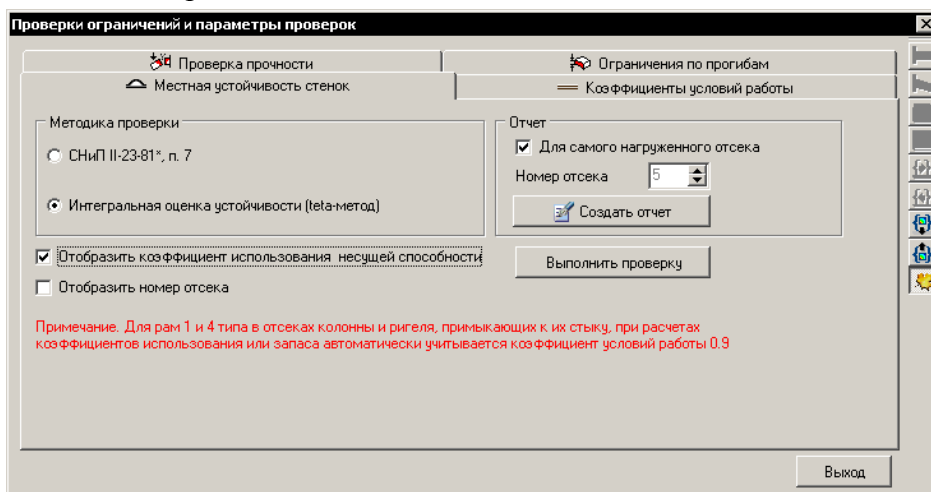 Проверки ограничений и параметры проверок
Проверка прочности
Ограничения по прогибам
Местная устойчивость стенок
Коэффициенты условий работы
Методика проверки
СНиП II-23-81*, п. 7
Интегральная оценка устойчивости (teta-метод)
Отчет
Для самого нагруженного отсека
Номер отсека 5
Создать отчет
Отобразить коэффициент использования несущей способности
Выполнить проверку
Отобразить номер отсека
Примечание. Для рам 1 и 4 типа в отсеках колонны и ригеля, примыкающих к их стыку, при расчетах
коэффициентов использования или запаса автоматически учитывается коэффициент условий работы 0.9
Выход